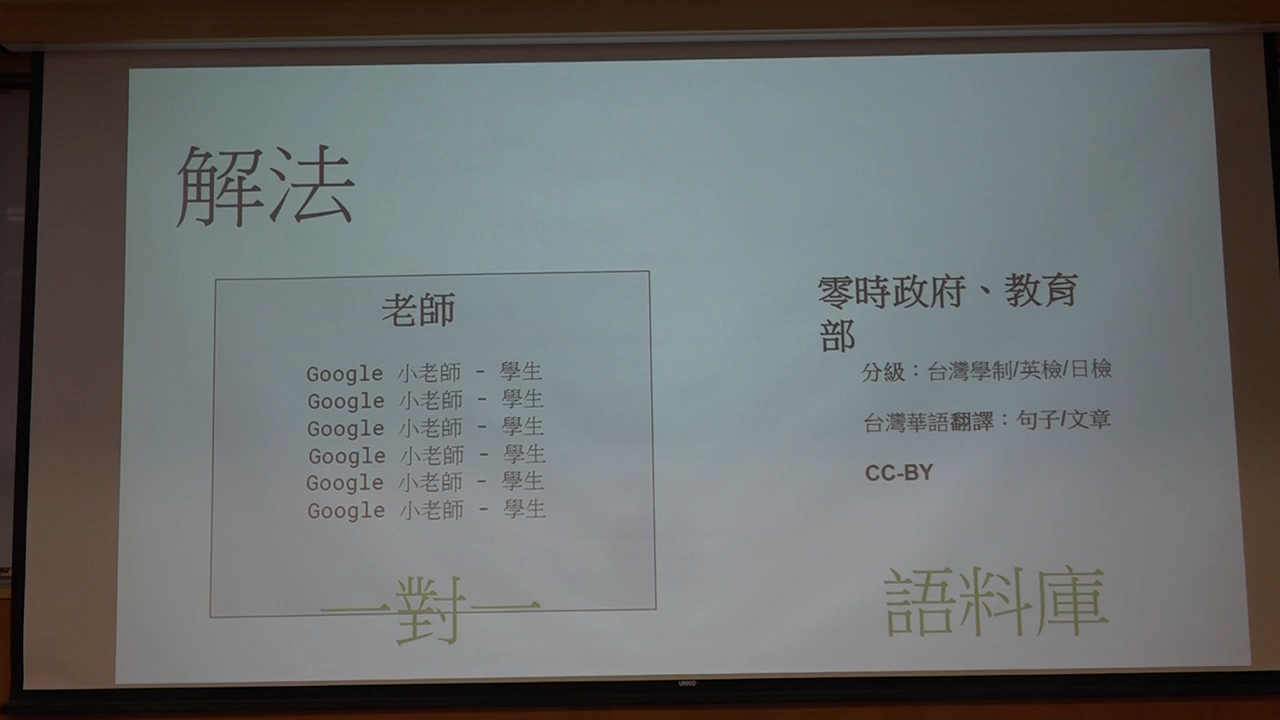 解法
老師
Google 小老師 - 學生
Google 小老師 - 學生
Google 小老師 - 學生
Google 小老師 - 學生
Google 小老師 - 學生
Google 小老師 - 學生
一對一
零時政府、教育
部
分級：台灣學制/英檢/日檢
台灣華語翻譯：句子/文章
CC-BY
語料庫